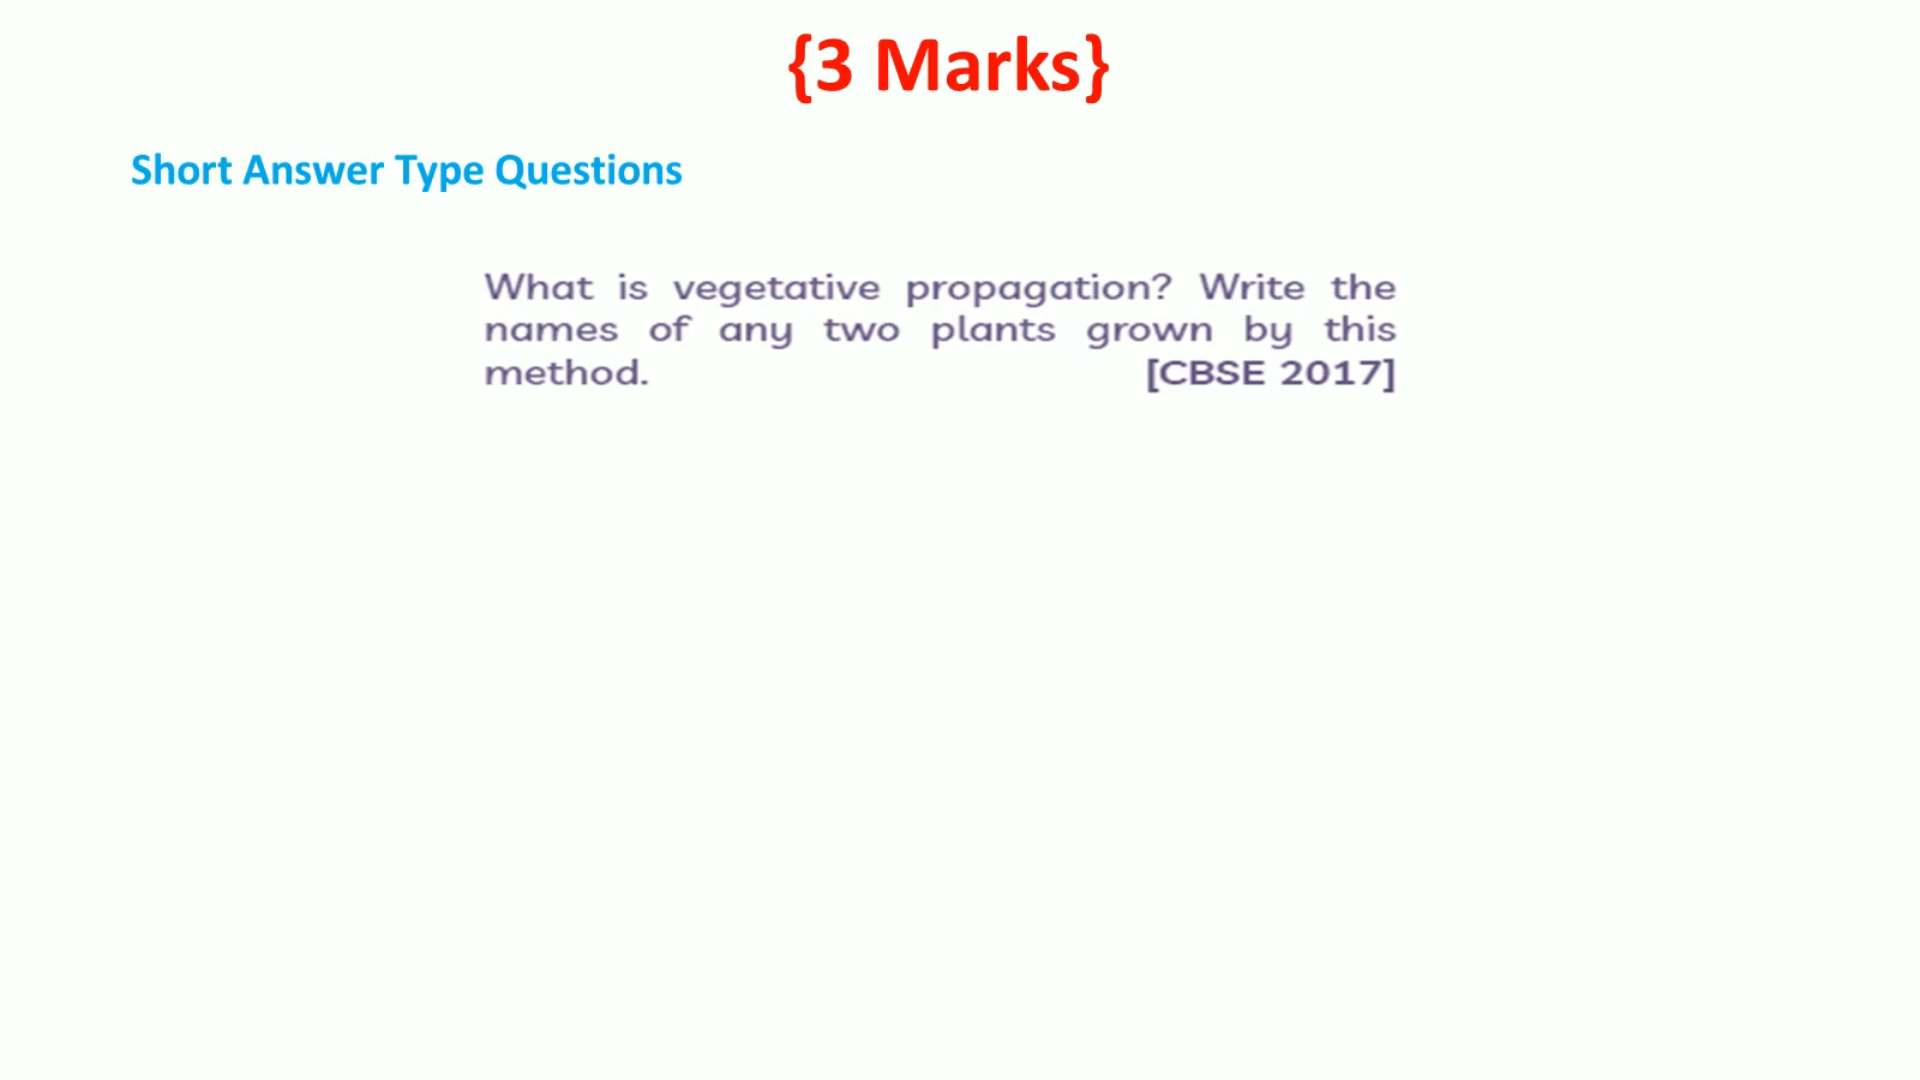 {3 Marks}
Short Answer Type Questions
What is vegetative propagation? Write the
names of any two plants grown by this
method. [CBSE 2017]